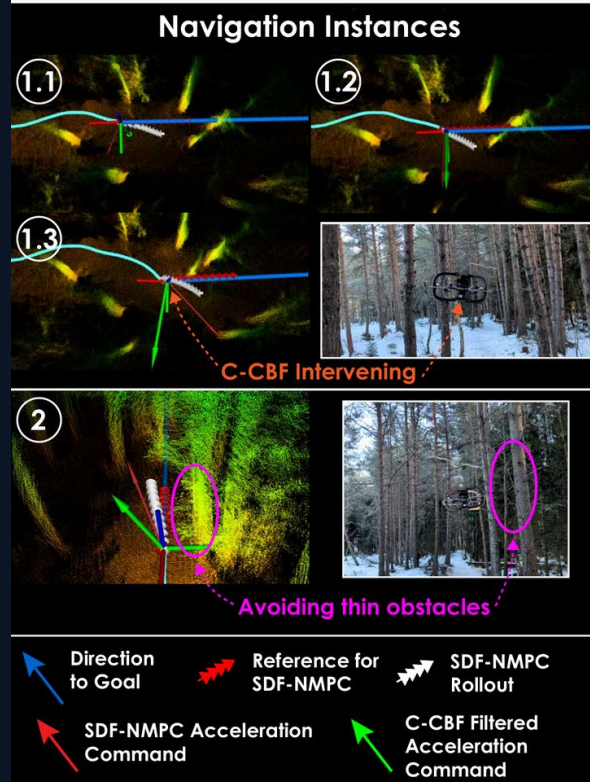 Navigation Instances
1.1
1.2
1.3
C-CBF Intervening
2
Avoiding thin obstacles
Direction
to Goal
Reference for
SDF-NMPC
SDF-NMPC
Rollout
SDF-NMPC Acceleration
Command
C-CBF Filtered
Acceleration
Command